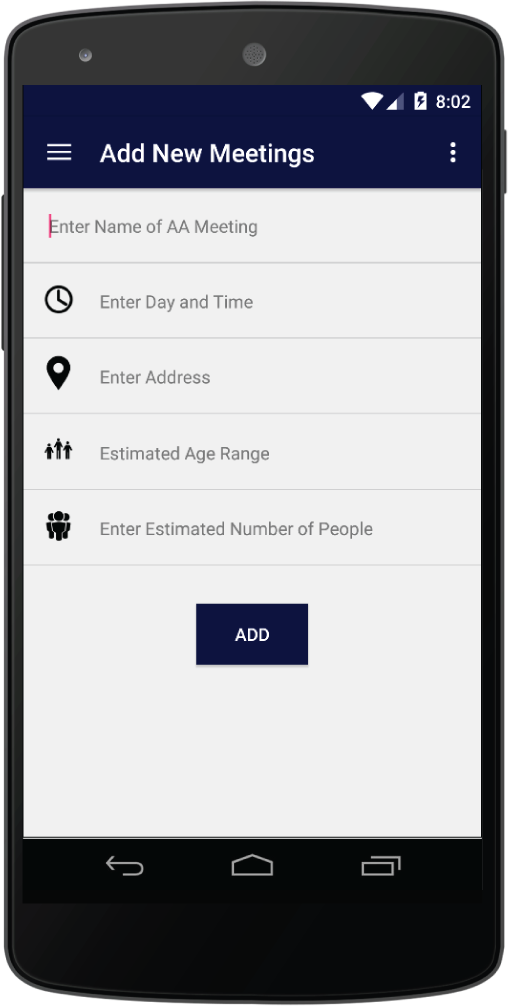 8:02
Add New Meetings
Enter Name of AA Meeting
Enter Day and Time
Enter Address
Estimated Age Range
Enter Estimated Number of People
ADD